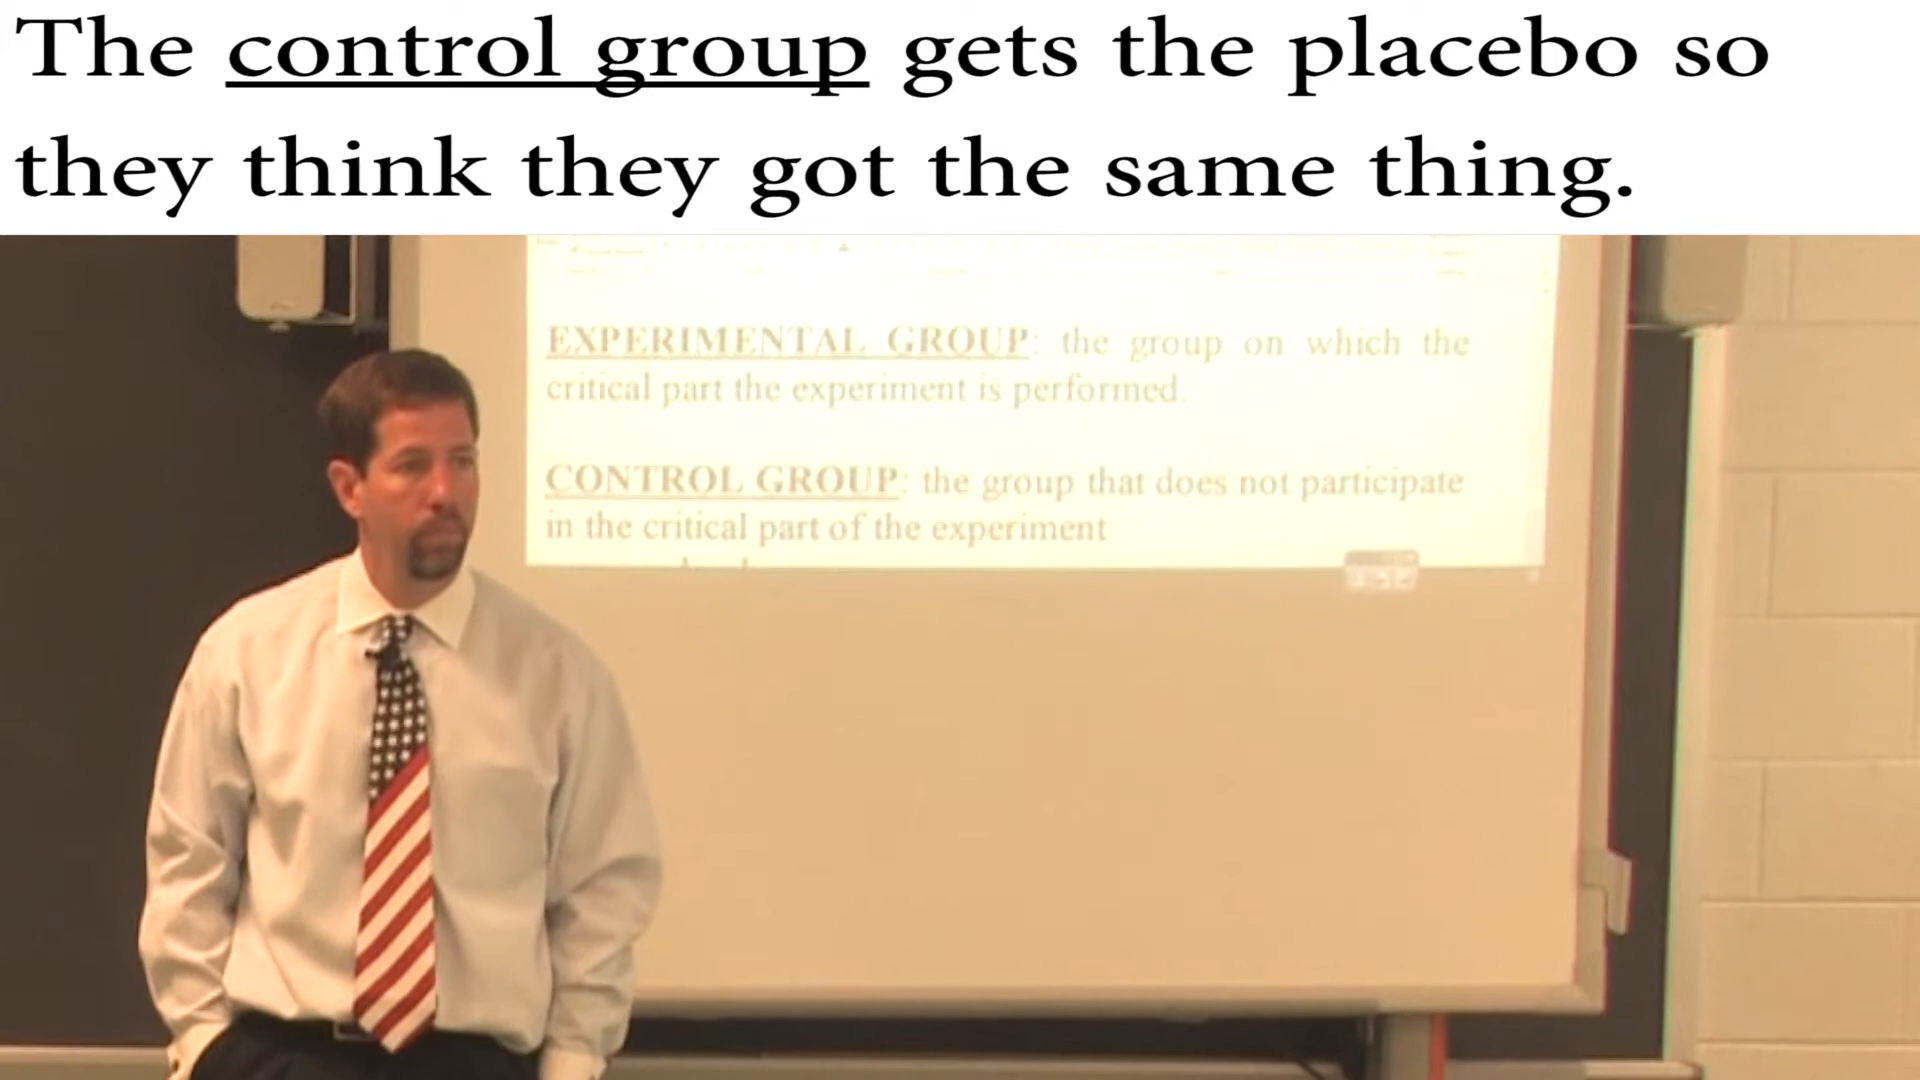 The control group gets the placebo so
they think they got the same thing.
EXPERIMENTAL GROUP: the group on which the
critical part the experiment is performed.
CONTROL GROUP: the group that does not participate
in the critical part of the experiment